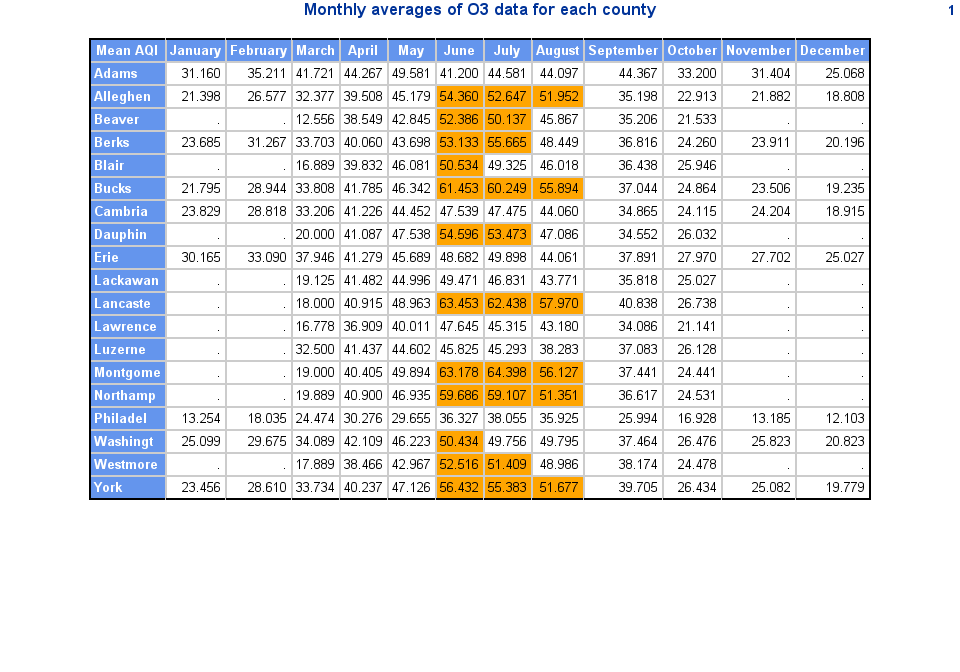 Monthly averages of O3 data for each county 1
Mean AQI January February March April May June July August September October November December
Adams 31.160 35.211 41.721 44.267 49.581 41.200 44.581 44.097 44.367 33.200 31.404 25.068
Alleghen 21.398 26.577 32.377 39.508 45.179 54.360 52.647 51.952 35.198 22.913 21.882 18.808
Beaver . . 12.556 38.549 42.845 52.386 50.137 45.867 35.206 21.533 . .
Berks 23.685 31.267 33.703 40.060 43.698 53.133 55.665 48.449 36.816 24.260 23.911 20.196
Blair . . 16.889 39.832 46.081 50.534 49.325 46.018 36.438 25.946 . .
Bucks 21.795 28.944 33.808 41.785 46.342 61.453 60.249 55.894 37.044 24.864 23.506 19.235
Cambria 23.829 28.818 33.206 41.226 44.452 47.539 47.475 44.060 34.865 24.115 24.204 18.915
Dauphin . . 20.000 41.087 47.538 54.596 53.473 47.086 34.552 26.032 . .
Erie 30.165 33.090 37.946 41.279 45.689 48.682 49.898 44.061 37.891 27.970 27.702 25.027
Lackawan . . 19.125 41.482 44.996 49.471 46.831 43.771 35.818 25.027 . .
Lancaste . . 18.000 40.915 48.963 63.453 62.438 57.970 40.838 26.738 . .
Lawrence . . 16.778 36.909 40.011 47.645 45.315 43.180 34.086 21.141 . .
Luzerne . . 32.500 41.437 44.602 45.825 45.293 38.283 37.083 26.128 . .
Montgome . . 19.000 40.405 49.894 63.178 64.398 56.127 37.441 24.441 . .
Northamp . . 19.889 40.900 46.935 59.686 59.107 51.351 36.617 24.531 . .
Philadel 13.254 18.035 24.474 30.276 29.655 36.327 38.055 35.925 25.994 16.928 13.185 12.103
Washingt 25.099 29.675 34.089 42.109 46.223 50.434 49.756 49.795 37.464 26.476 25.823 20.823
Westmore . . 17.889 38.466 42.967 52.516 51.409 48.986 38.174 24.478 . .
York 23.456 28.610 33.734 40.237 47.126 56.432 55.383 51.677 39.705 26.434 25.082 19.779